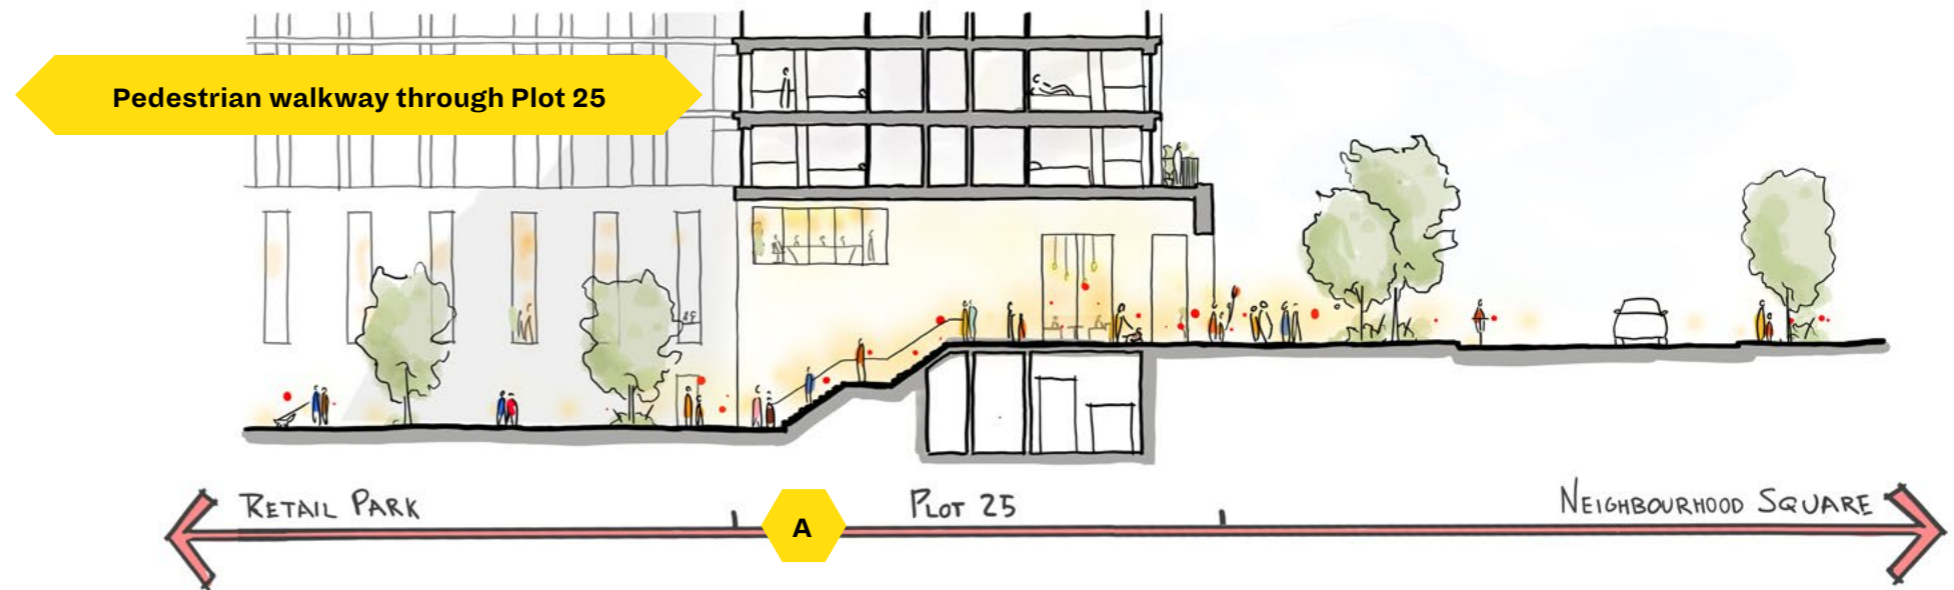 Pedestrian walkway through Plot 25
RETAIL PARK
A
PLOT 25
NEIGHBOURHOOD SQUARE